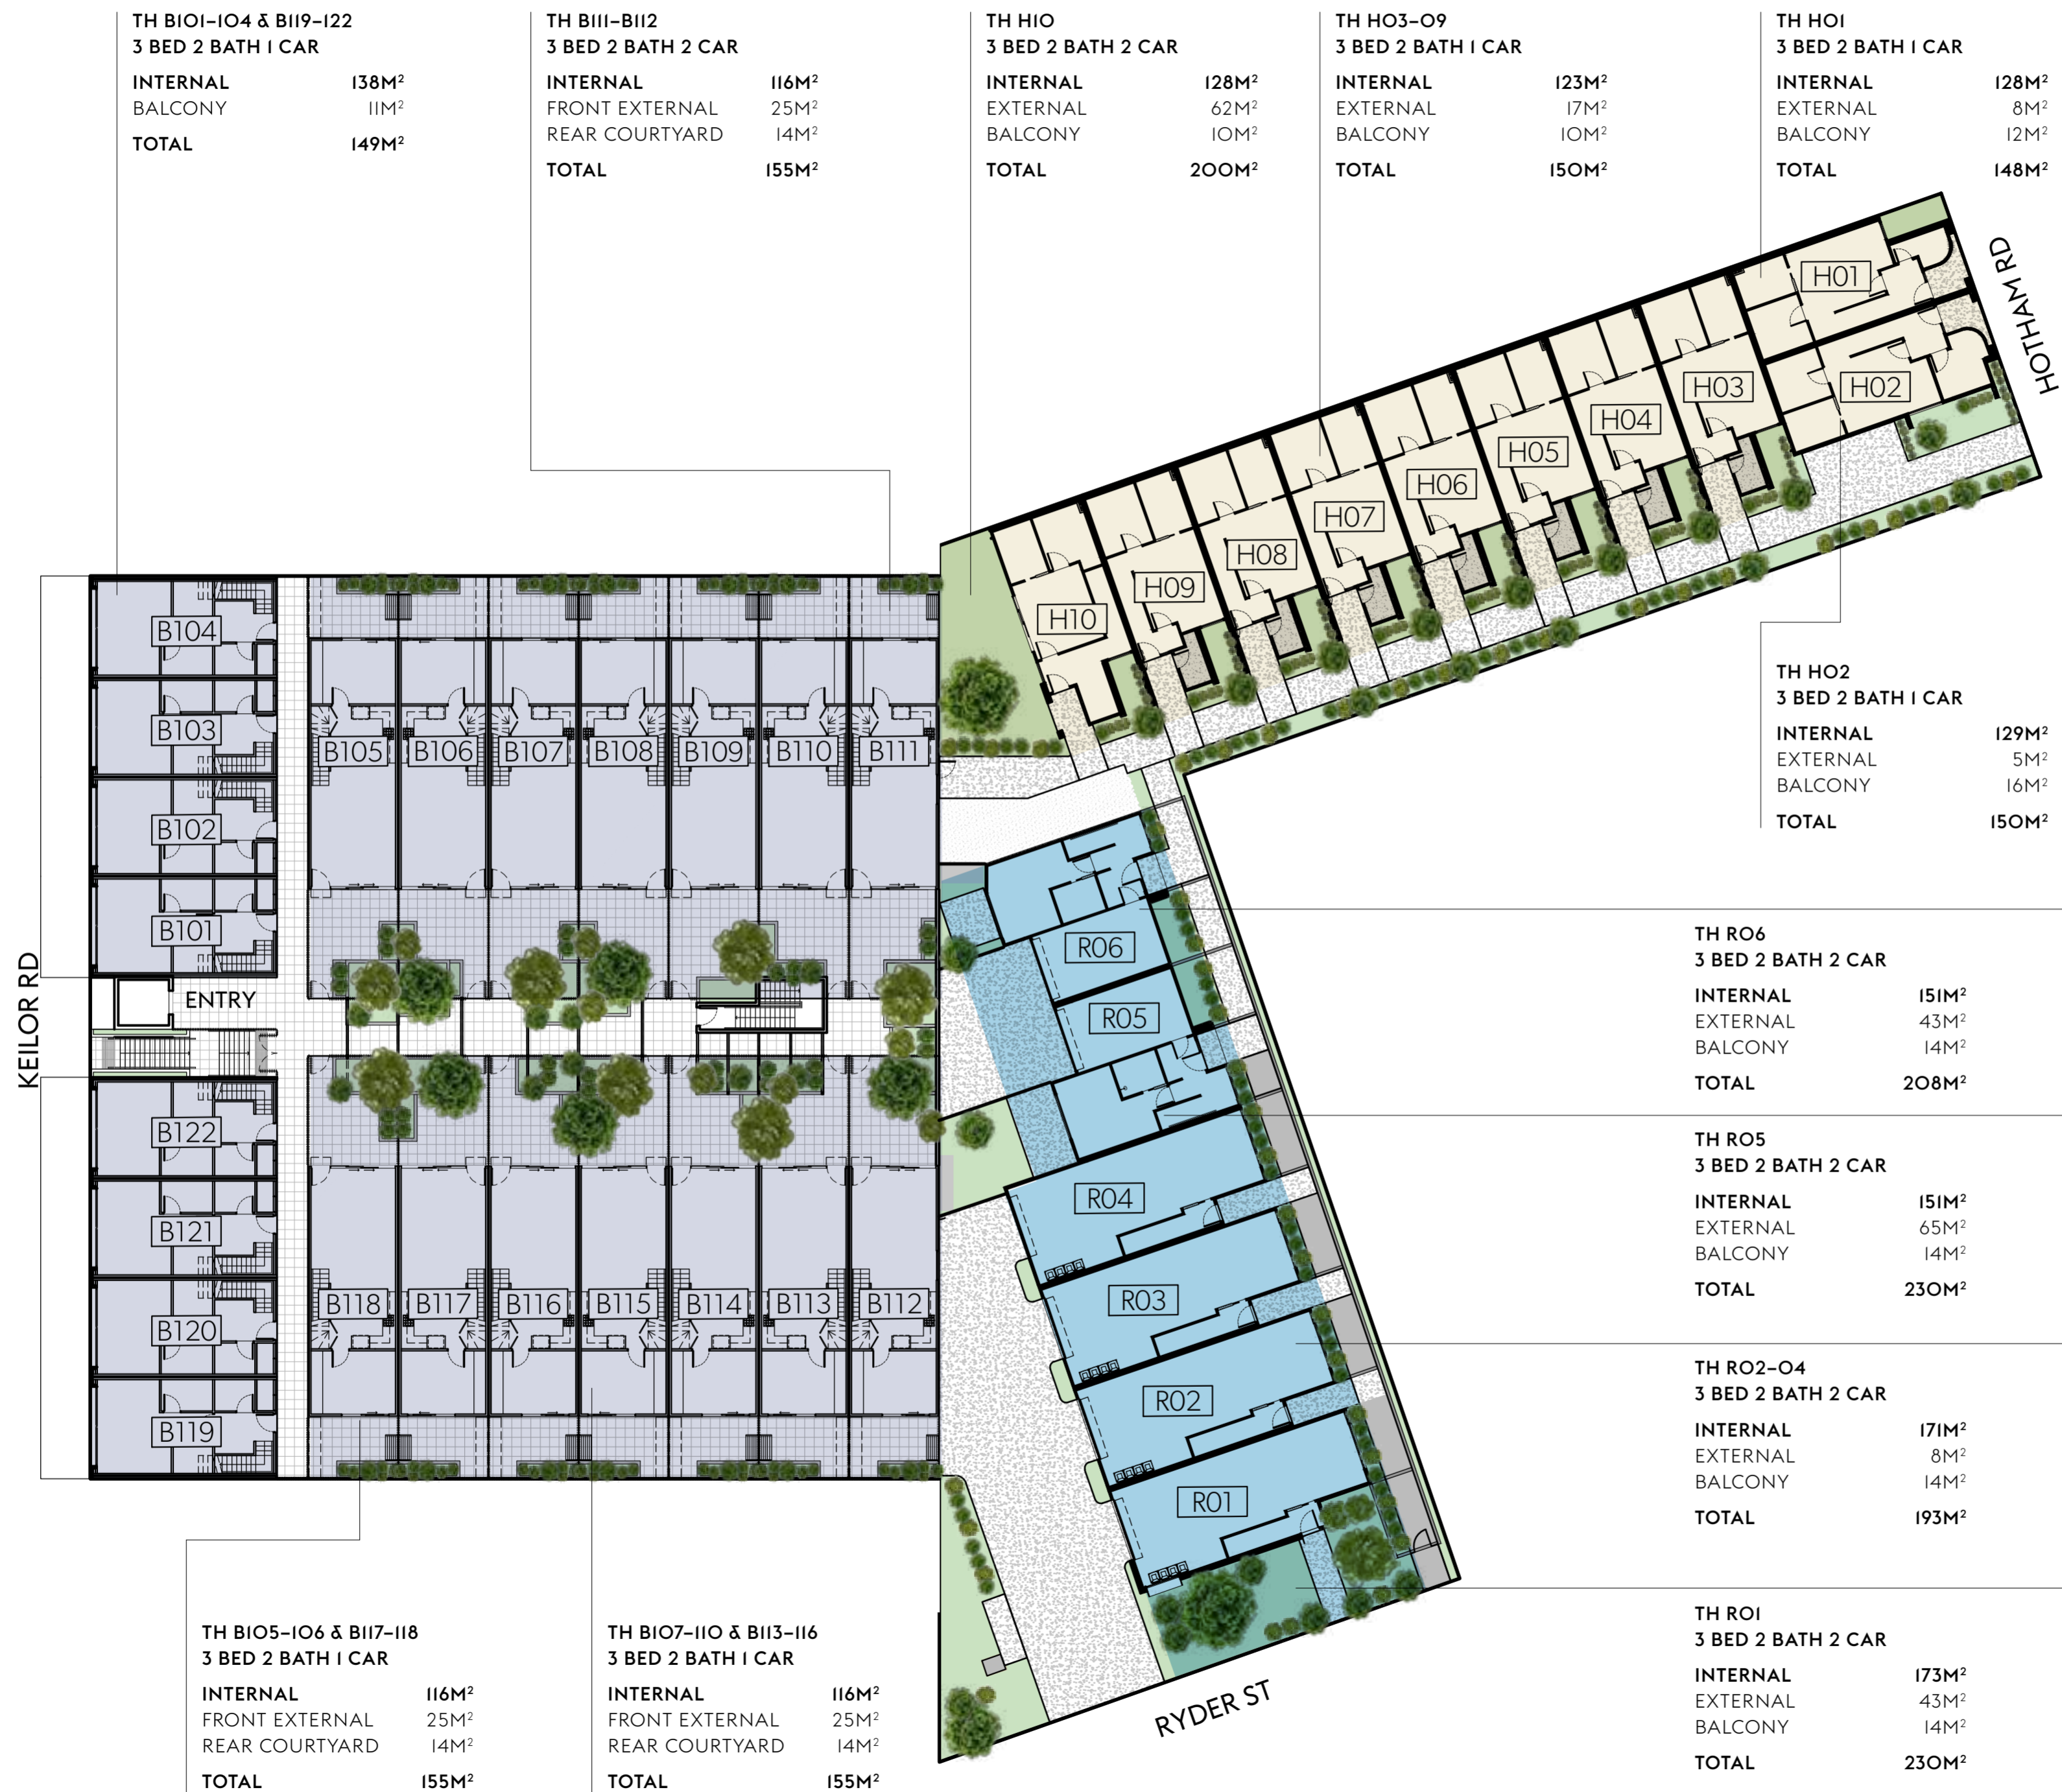 TH B101–104 & B119–122
3 BED 2 BATH 1 CAR
INTERNAL 138M²
BALCONY 11M²
TOTAL 149M²
TH B111–B112
3 BED 2 BATH 2 CAR
INTERNAL 116M²
FRONT EXTERNAL 25M²
REAR COURTYARD 14M²
TOTAL 155M²
TH H10
3 BED 2 BATH 2 CAR
INTERNAL 128M²
EXTERNAL 62M²
BALCONY 10M²
TOTAL 200M²
TH H03–09
3 BED 2 BATH 1 CAR
INTERNAL 123M²
EXTERNAL 17M²
BALCONY 10M²
TOTAL 150M²
TH H01
3 BED 2 BATH 1 CAR
INTERNAL 128M²
EXTERNAL 8M²
BALCONY 12M²
TOTAL 148M²
HOTHAM RD
H01
H02
H03
H04
H05
H06
H07
H08
H09
H10
TH H02
3 BED 2 BATH 1 CAR
INTERNAL 129M²
EXTERNAL 5M²
BALCONY 16M²
TOTAL 150M²
B104
B103
B102
B101
B105 B106 B107 B108 B109 B110 B111
KEILOR RD
ENTRY
B122
B121
B120
B119
B118 B117 B116 B115 B114 B113 B112
R06
R05
R04
R03
R02
R01
RYDER ST
TH R06
3 BED 2 BATH 2 CAR
INTERNAL 151M²
EXTERNAL 43M²
BALCONY 14M²
TOTAL 208M²
TH R05
3 BED 2 BATH 2 CAR
INTERNAL 151M²
EXTERNAL 65M²
BALCONY 14M²
TOTAL 230M²
TH R02–04
3 BED 2 BATH 2 CAR
INTERNAL 171M²
EXTERNAL 8M²
BALCONY 14M²
TOTAL 193M²
TH R01
3 BED 2 BATH 2 CAR
INTERNAL 173M²
EXTERNAL 43M²
BALCONY 14M²
TOTAL 230M²
TH B105–106 & B117–118
3 BED 2 BATH 1 CAR
INTERNAL 116M²
FRONT EXTERNAL 25M²
REAR COURTYARD 14M²
TOTAL 155M²
TH B107–110 & B113–116
3 BED 2 BATH 1 CAR
INTERNAL 116M²
FRONT EXTERNAL 25M²
REAR COURTYARD 14M²
TOTAL 155M²